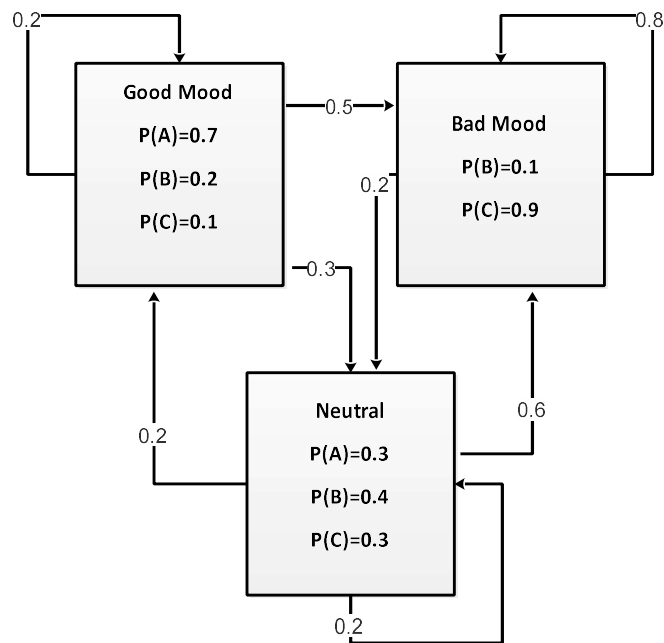 0.2
0.8
Good Mood
P(A)=0.7
P(B)=0.2
P(C)=0.1
0.5
Bad Mood
P(B)=0.1
P(C)=0.9
0.2
0.3
Neutral
P(A)=0.3
P(B)=0.4
P(C)=0.3
0.2
0.6
0.2